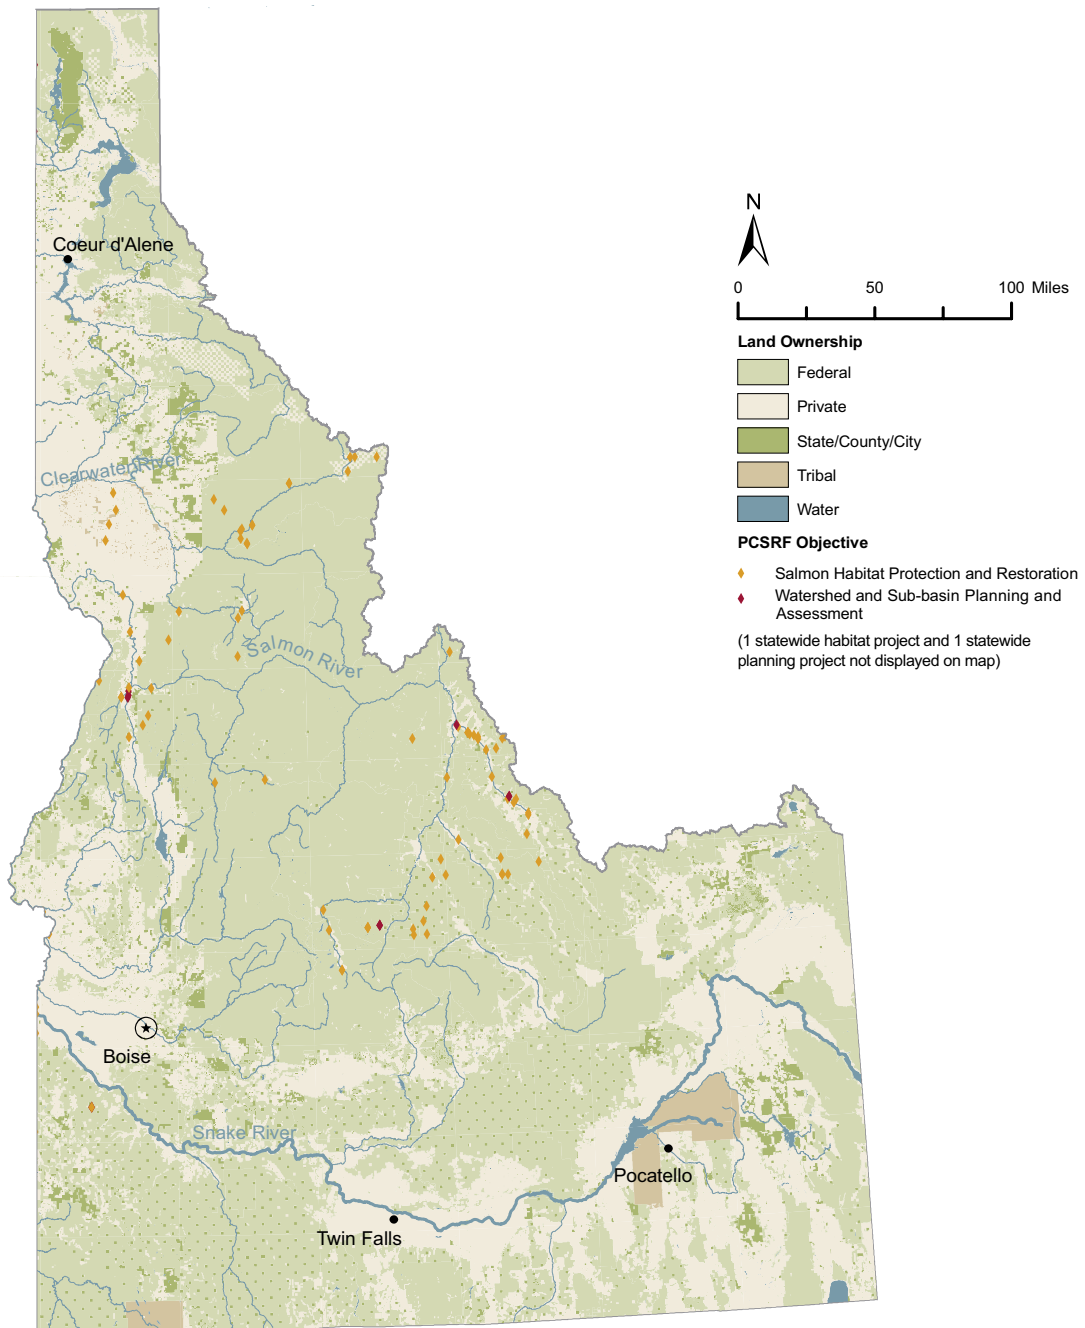 N
0 50 100 Miles
Land Ownership
Federal
Private
State/County/City
Tribal
Water
PCSRF Objective
Salmon Habitat Protection and Restoration
Watershed and Sub-basin Planning and
Assessment
(1 statewide habitat project and 1 statewide
planning project not displayed on map)
Coeur d'Alene
Clearwater River
Salmon River
Boise
Snake River
Pocatello
Twin Falls